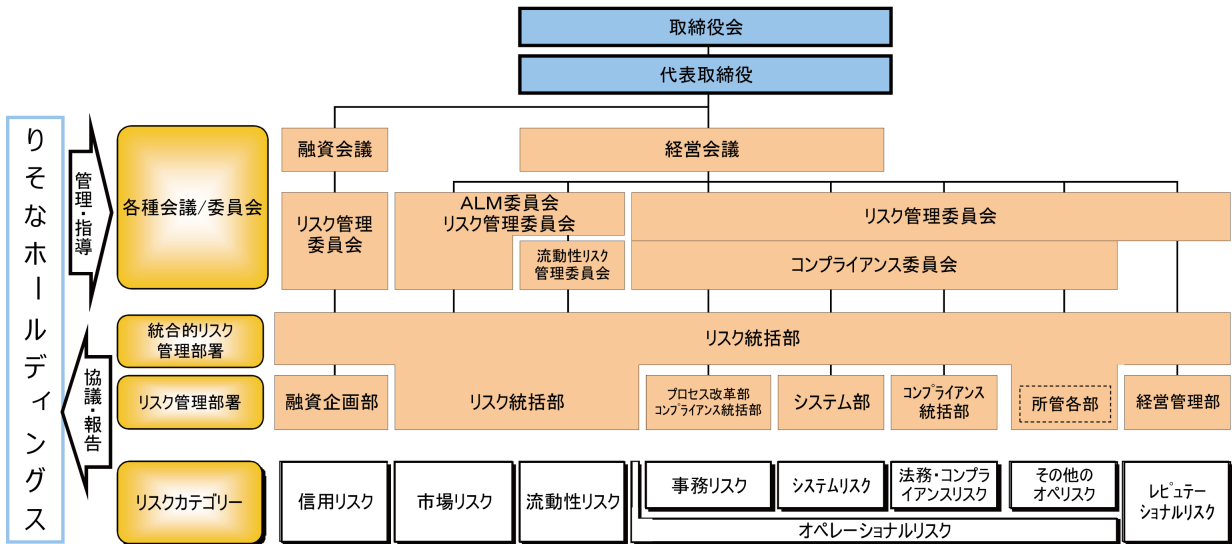 取締役会
代表取締役
りそなホールディングス
管理・指導
協議・報告
各種会議/委員会
融資会議
経営会議
リスク管理
委員会
ALM委員会
リスク管理委員会
流動性リスク
管理委員会
リスク管理委員会
コンプライアンス委員会
統合的リスク
管理部署
リスク統括部
リスク管理部署
融資企画部
リスク統括部
プロセス改革部
コンプライアンス統括部
システム部
コンプライアンス
統括部
所管各部
経営管理部
リスクカテゴリー
信用リスク
市場リスク
流動性リスク
事務リスク
システムリスク
法務・コンプラ
イアンスリスク
その他の
オペリスク
オペレーショナルリスク
レピュテー
ショナルリスク